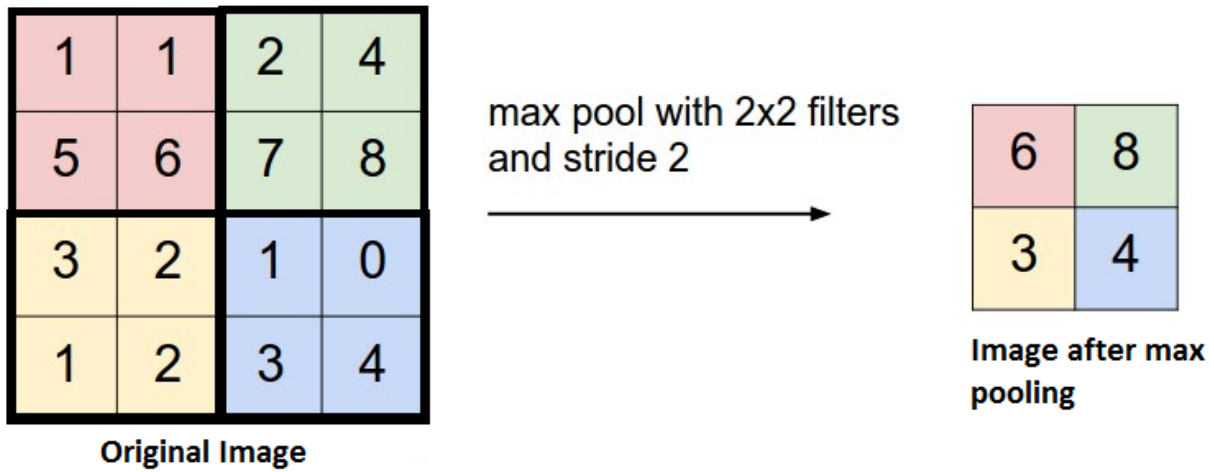 1 1 2 4
5 6 7 8
3 2 1 0
1 2 3 4
Original Image
max pool with 2x2 filters
and stride 2
6 8
3 4
Image after max
pooling